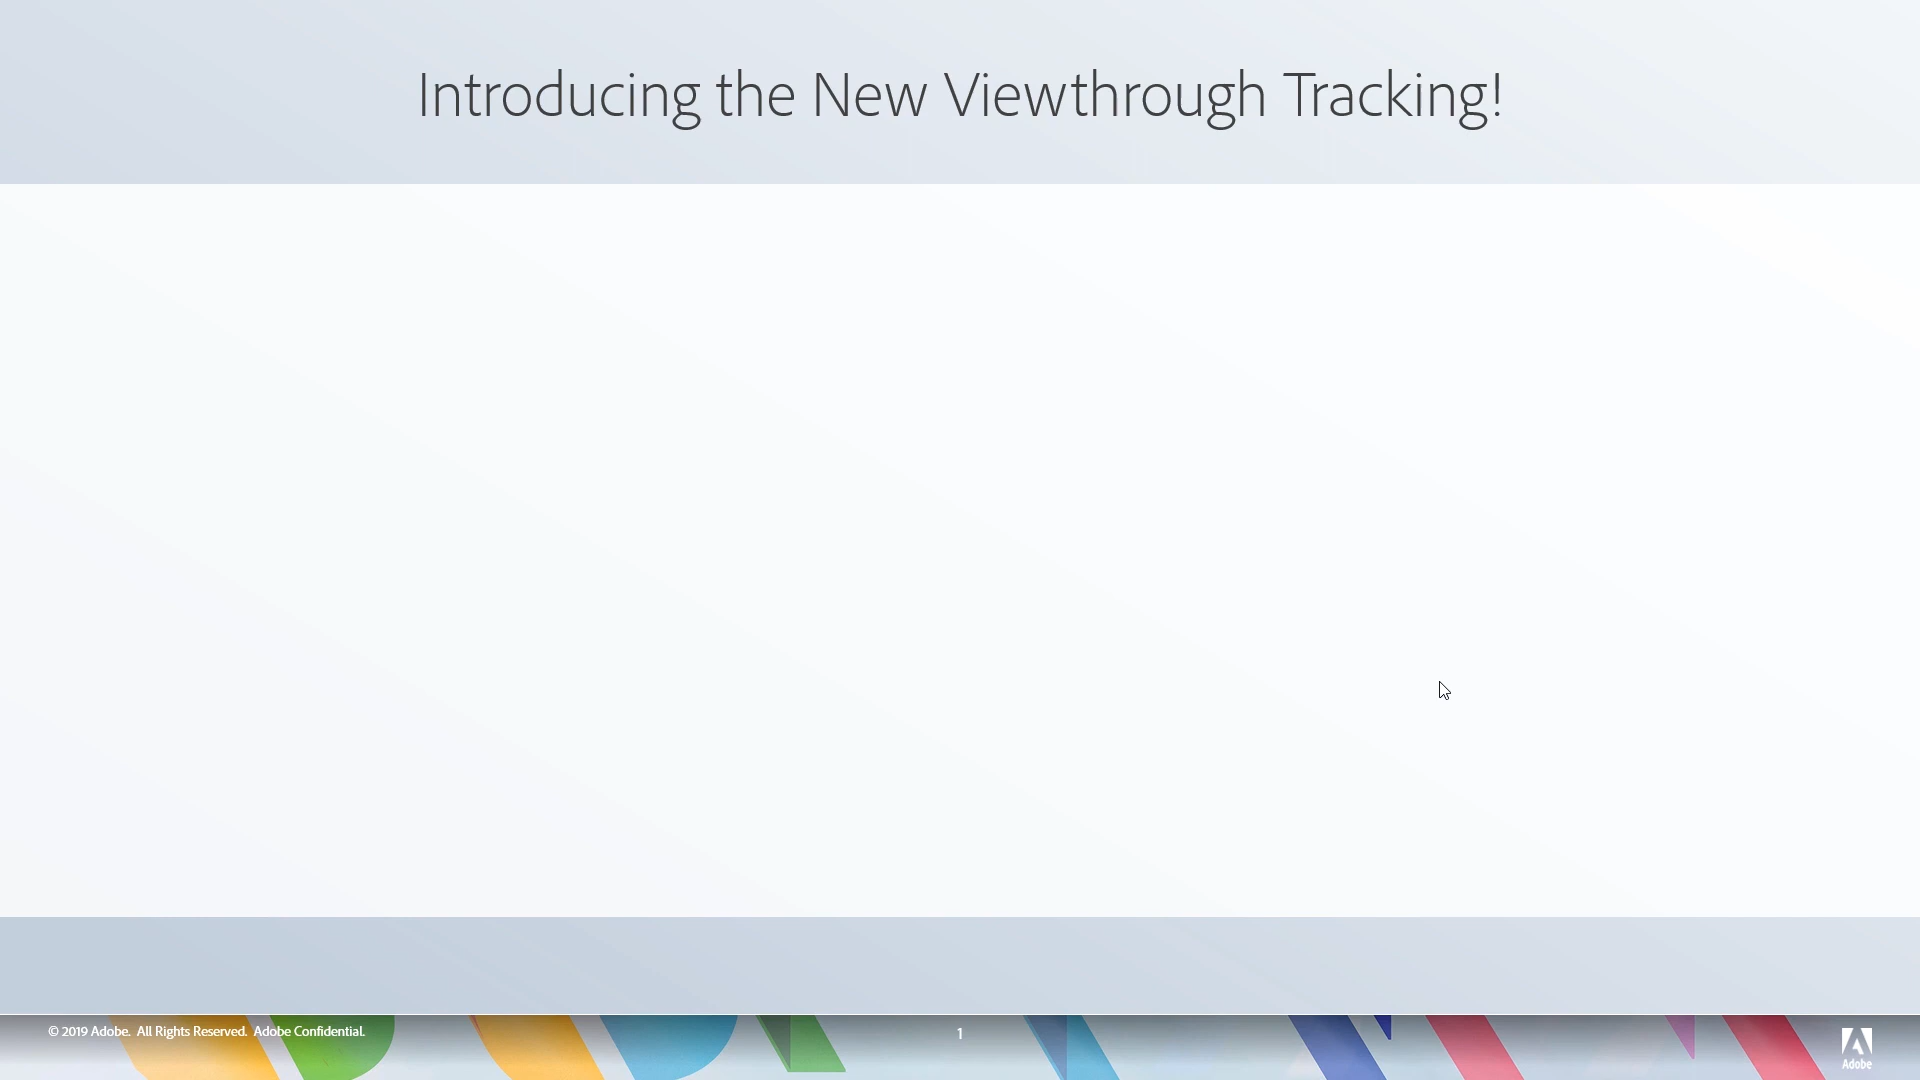 Introducing the New Viewthrough Tracking!
© 2019 Adobe. All Rights Reserved. Adobe Confidential.
1
Adobe